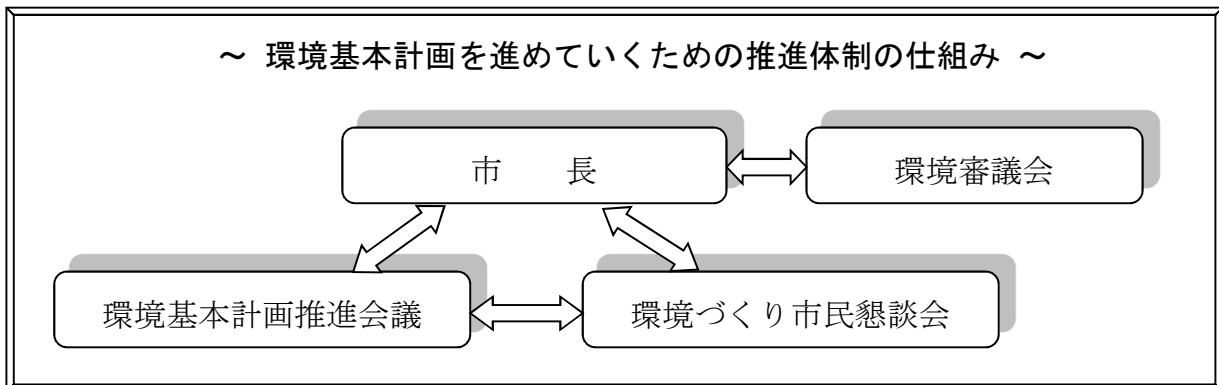 ～ 環境基本計画を進めていくための推進体制の仕組み ～
市　　長
環境審議会
環境基本計画推進会議
環境づくり市民懇談会